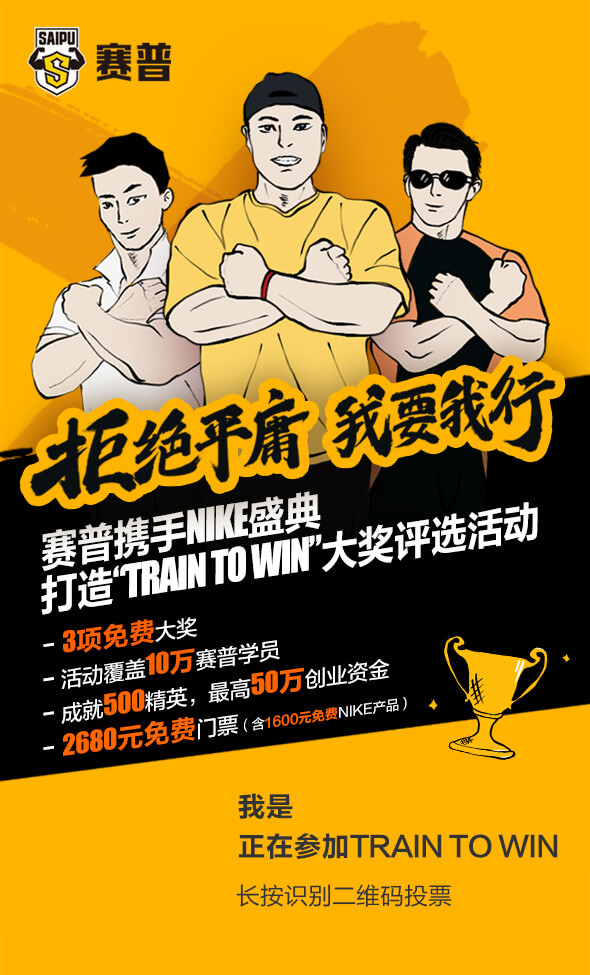 SAIPU
S
赛普
拒绝平庸 我要我行
赛普携手NIKE盛典
打造“TRAIN TO WIN”大奖评选活动
- 3项免费大奖
- 活动覆盖10万赛普学员
- 成就500精英，最高50万创业资金
- 2680元免费门票（含1600元免费NIKE产品）
我是
正在参加TRAIN TO WIN
长按识别二维码投票